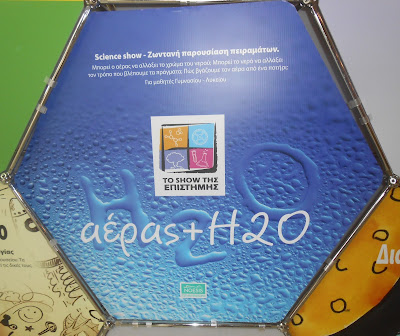 Science show - Ζωντανή παρουσίαση πειραμάτων.
Μπορεί ο αέρας να αλλάξει το χρώμα του νερού; Μπορεί το νερό να αλλάξει
τον τρόπο που βλέπουμε τα πράγματα; Πώς βγάζουμε τον αέρα από ένα ποτήρι;
Για μαθητές Γυμνασίου - Λυκείου
ΤΟ SHOW ΤΗΣ
ΕΠΙΣΤΗΜΗΣ
H2O
αέρας+H2O
Δια